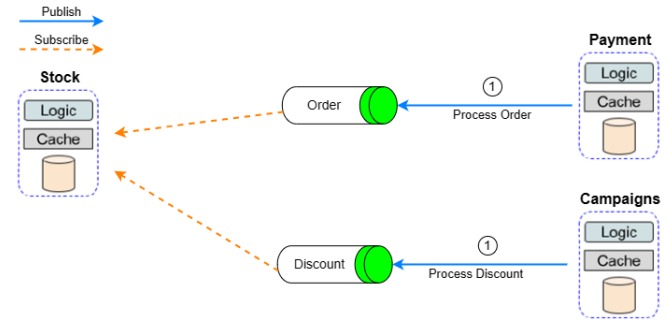 Publish
Subscribe
Stock
Logic
Cache
Order
1
Process Order
Payment
Logic
Cache
Discount
1
Process Discount
Campaigns
Logic
Cache